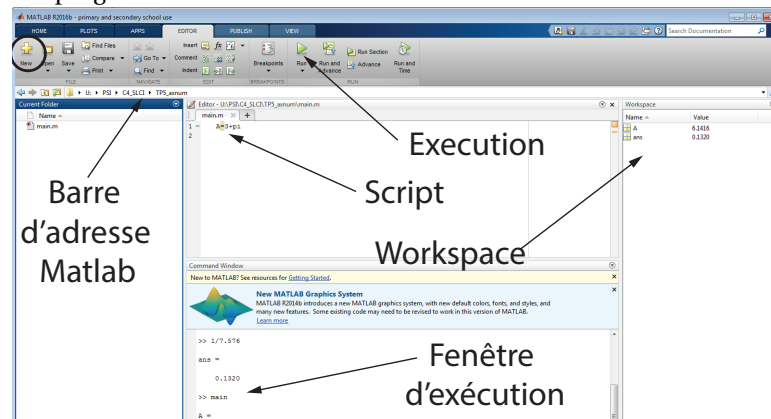 MATLAB R2016b - primary and secondary school use
HOME PLOTS APPS EDITOR PUBLISH VIEW
Search Documentation
New Open Save
Find Files
Compare
Print
Go To
Find
Insert
Comment
Indent
fx
Breakpoints
Run
Run and Advance
Run Section
Advance
Run and Time
FILE NAVIGATE EDIT BREAKPOINTS RUN
U: ▸ PSI ▸ C4_SLCI ▸ TP5_axnum
Current Folder
Name
main.m
Editor - U:\PSI\C4_SLCI\TP5_axnum\main.m
main.m × +
1 - A=3+pi
2
Workspace
Name Value
A 6.1416
ans 0.1320
Execution
Script
Barre
d'adresse
Matlab
Workspace
Command Window
New to MATLAB? See resources for Getting Started.
New MATLAB Graphics System
MATLAB R2014b introduces a new MATLAB graphics system, with new default colors, fonts, and styles, and
many new features. Some existing code may need to be revised to work in this version of MATLAB.
Learn more
>> 1/7.576
ans =
0.1320
>> main
A =
Fenêtre
d'exécution